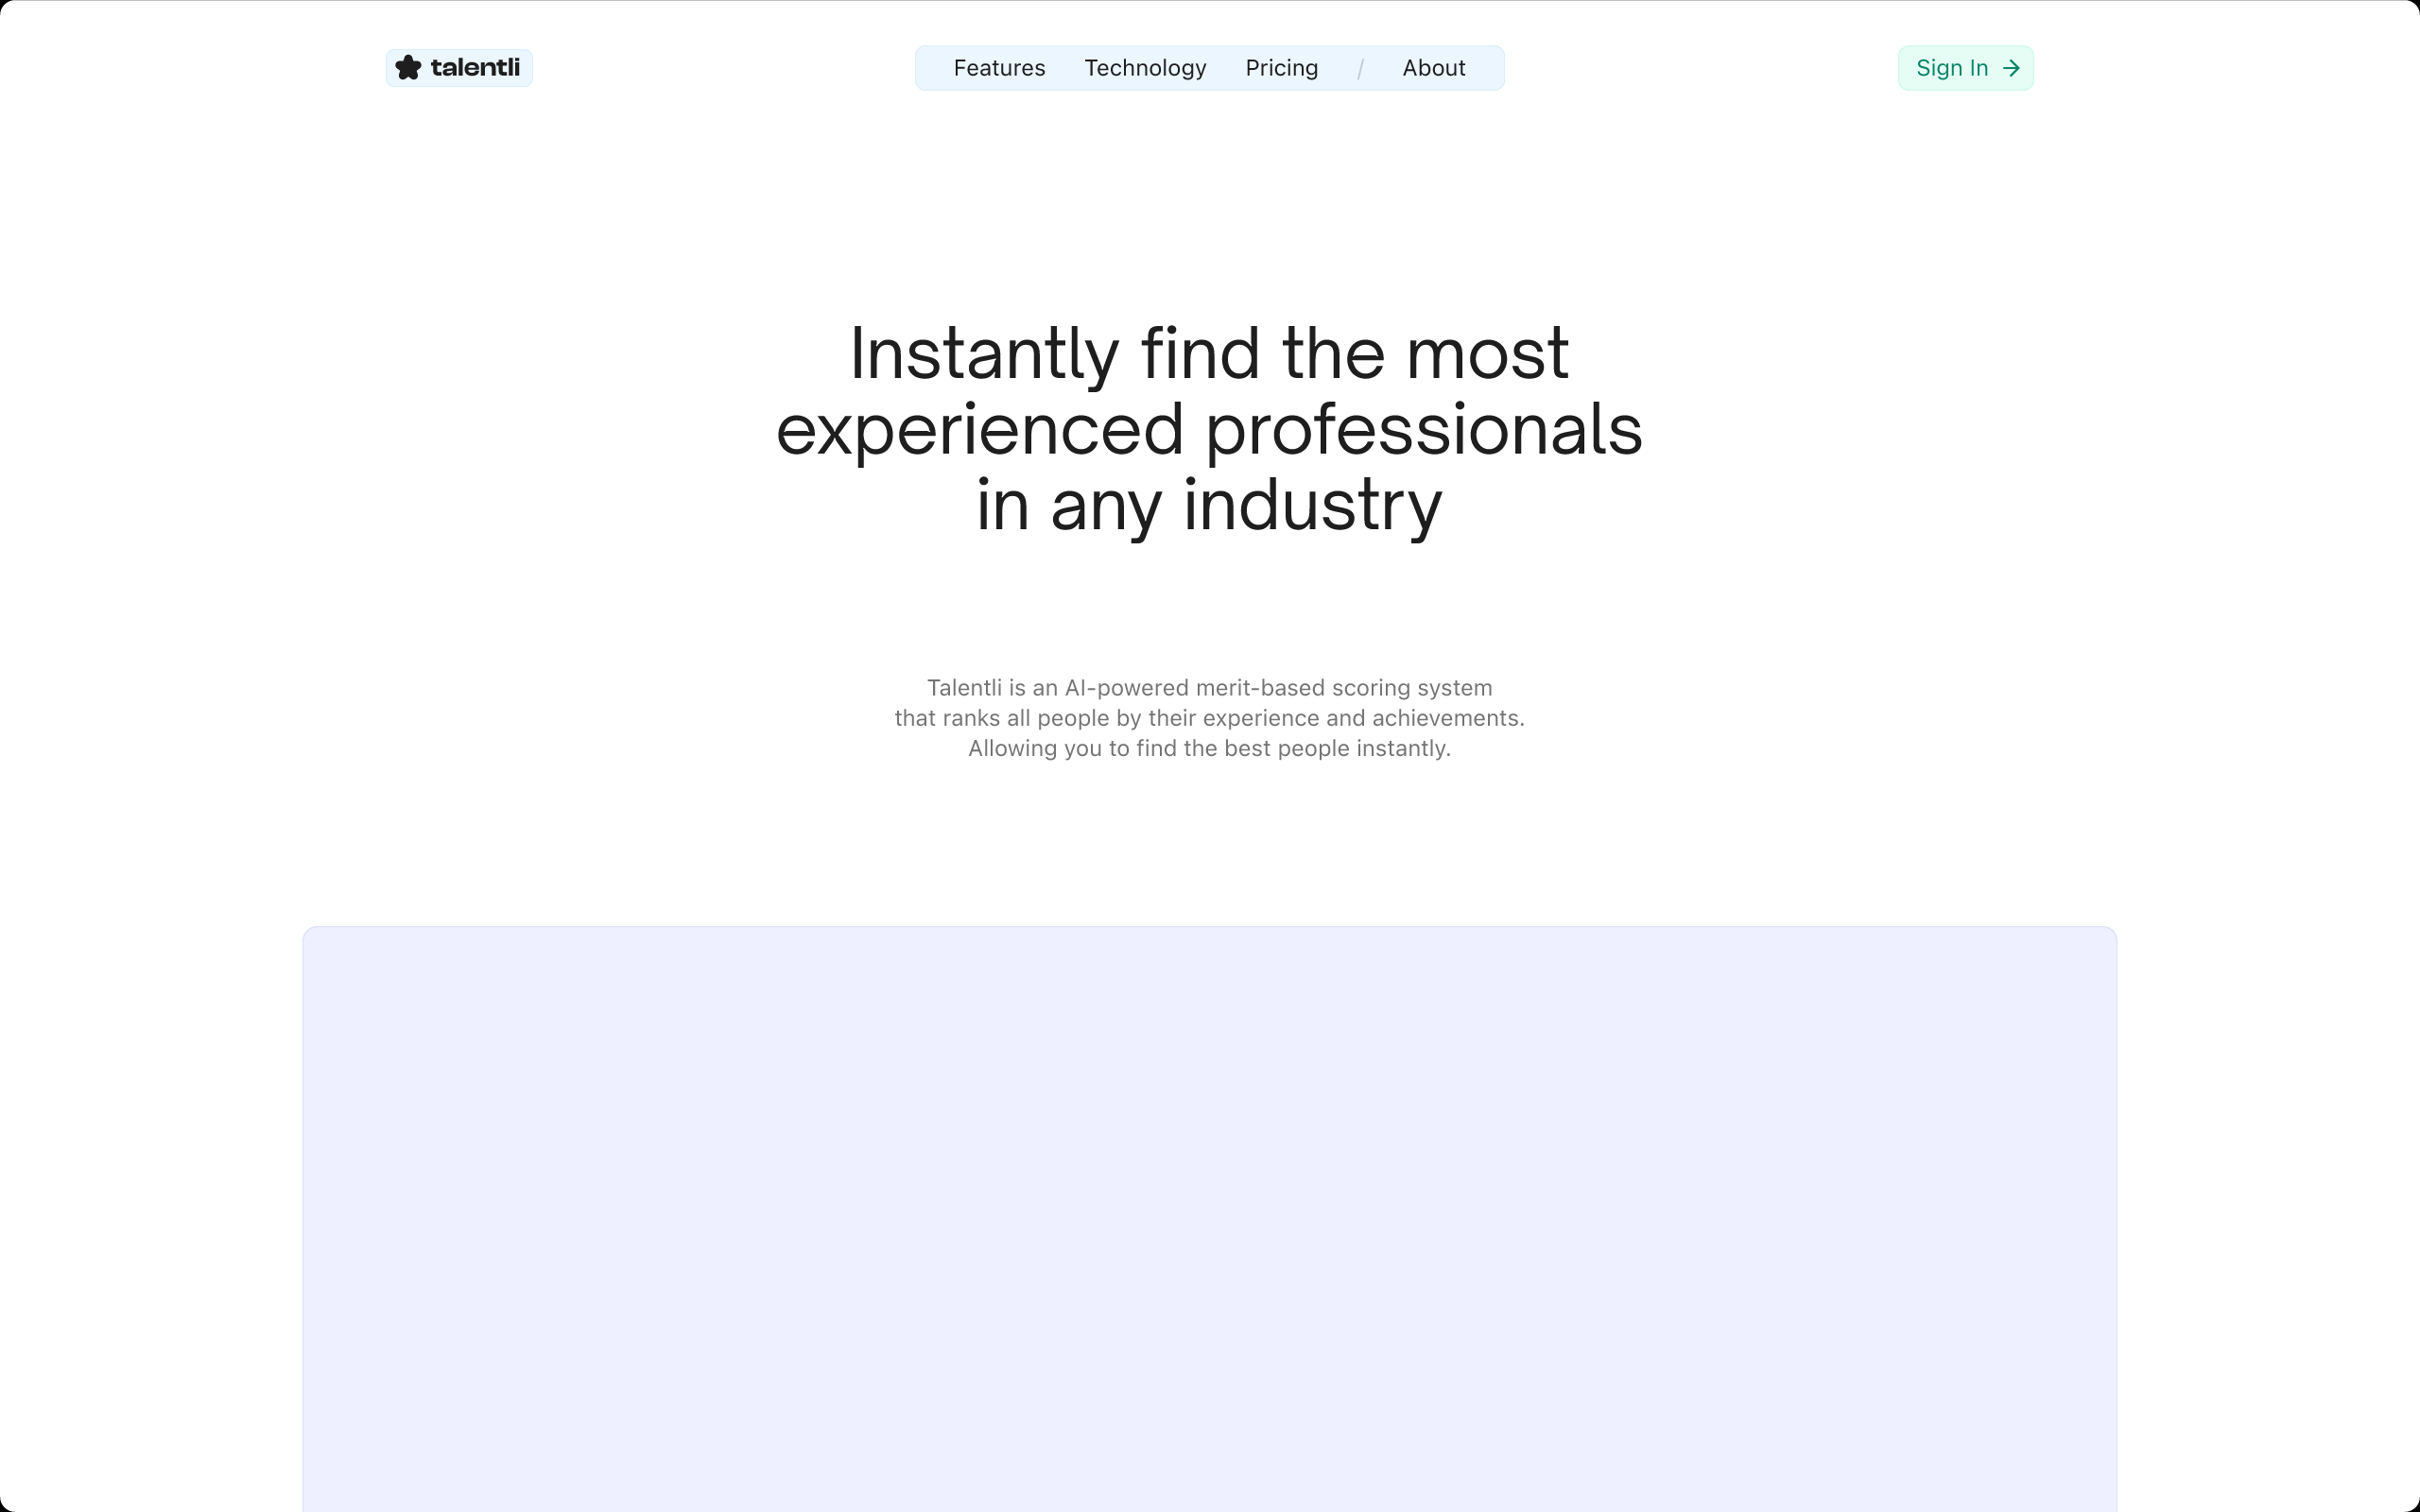 talentli
Features Technology Pricing / About
Sign In →
Instantly find the most
experienced professionals
in any industry
Talentli is an AI-powered merit-based scoring system
that ranks all people by their experience and achievements.
Allowing you to find the best people instantly.